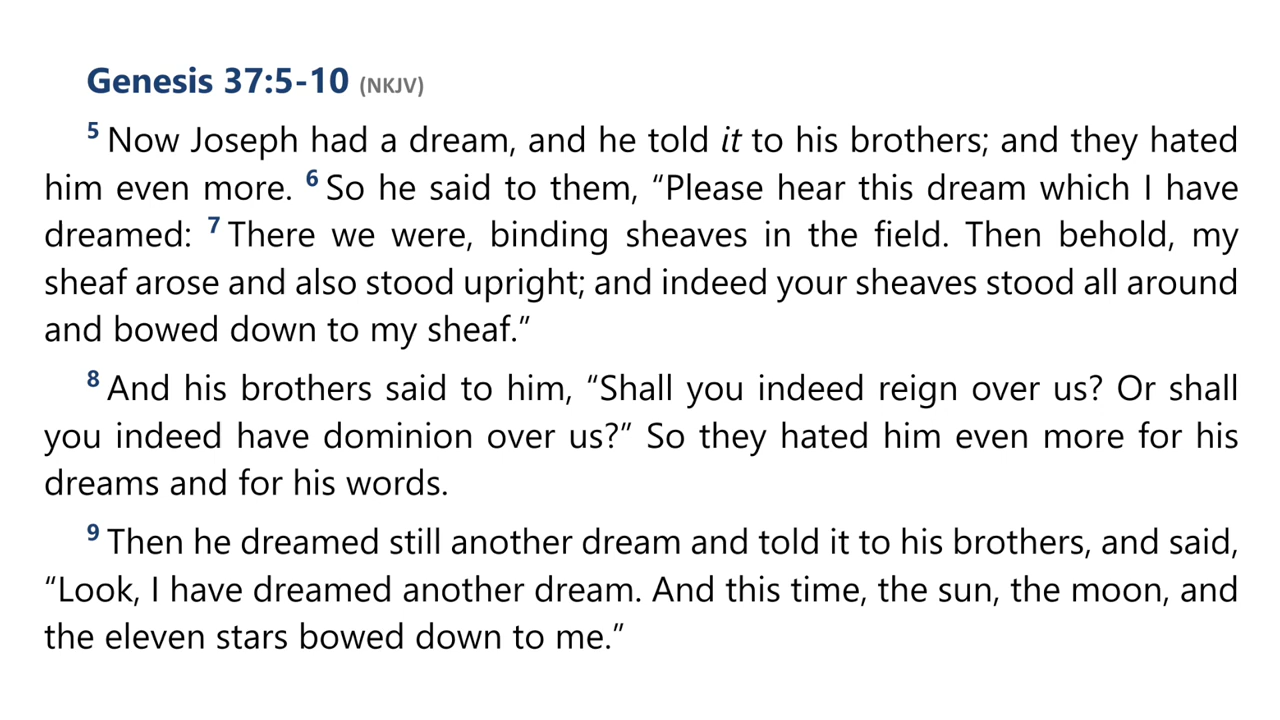 Genesis 37:5-10 (NKJV)
5 Now Joseph had a dream, and he told it to his brothers; and they hated
him even more. 6 So he said to them, “Please hear this dream which I have
dreamed: 7 There we were, binding sheaves in the field. Then behold, my
sheaf arose and also stood upright; and indeed your sheaves stood all around
and bowed down to my sheaf.”
8 And his brothers said to him, “Shall you indeed reign over us? Or shall
you indeed have dominion over us?” So they hated him even more for his
dreams and for his words.
9 Then he dreamed still another dream and told it to his brothers, and said,
“Look, I have dreamed another dream. And this time, the sun, the moon, and
the eleven stars bowed down to me.”